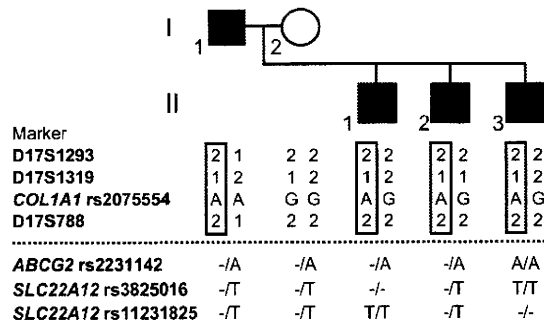 I
1 2
II
1 2 3
Marker
D17S1293 2 1 2 2 2 2 2 2 2 2
D17S1319 1 2 1 2 1 2 1 1 1 2
COL1A1 rs2075554 A A G G A G A G A G
D17S788 2 1 2 2 2 2 2 2 2 2
ABCG2 rs2231142 -/A -/A -/A -/A A/A
SLC22A12 rs3825016 -/T -/T -/- -/T T/T
SLC22A12 rs11231825 -/T -/T T/T -/T -/-